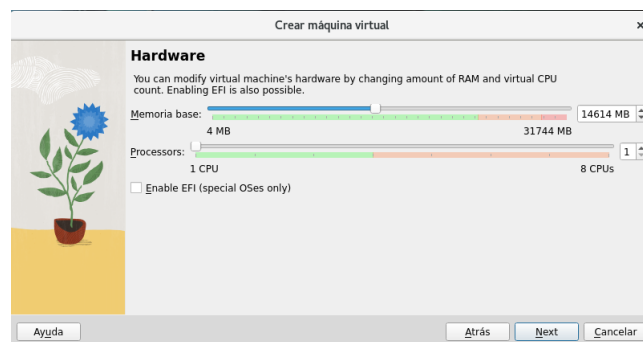 Crear máquina virtual
Hardware
You can modify virtual machine's hardware by changing amount of RAM and virtual CPU
count. Enabling EFI is also possible.
Memoria base: 14614 MB
4 MB 31744 MB
Processors: 1
1 CPU 8 CPUs
Enable EFI (special OSes only)
Ayuda Atrás Next Cancelar